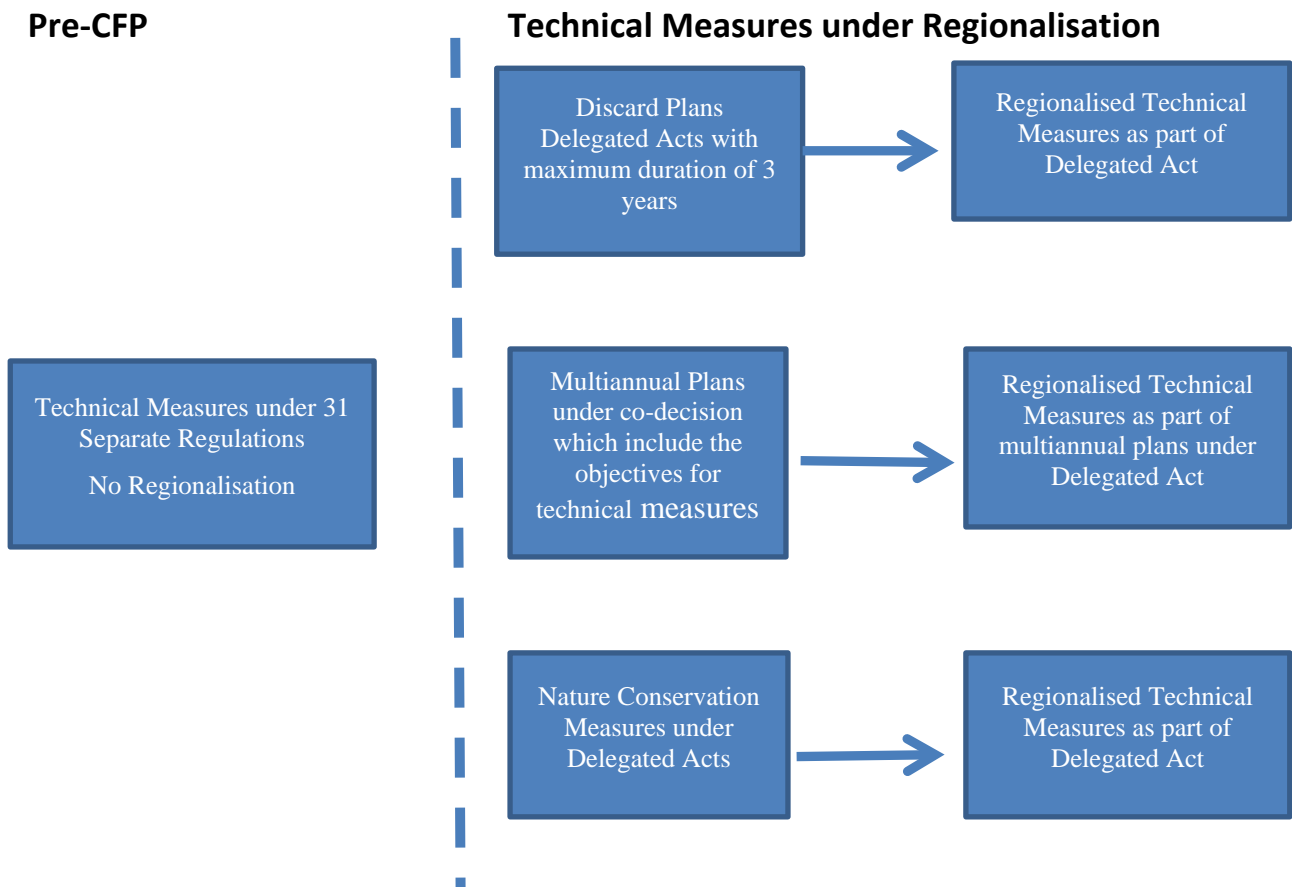 Pre-CFP
Technical Measures under Regionalisation
Technical Measures under 31
Separate Regulations
No Regionalisation
Discard Plans
Delegated Acts with
maximum duration of 3
years
Regionalised Technical
Measures as part of
Delegated Act
Multiannual Plans
under co-decision
which include the
objectives for
technical measures
Regionalised Technical
Measures as part of
multiannual plans under
Delegated Act
Nature Conservation
Measures under
Delegated Acts
Regionalised Technical
Measures as part of
Delegated Act